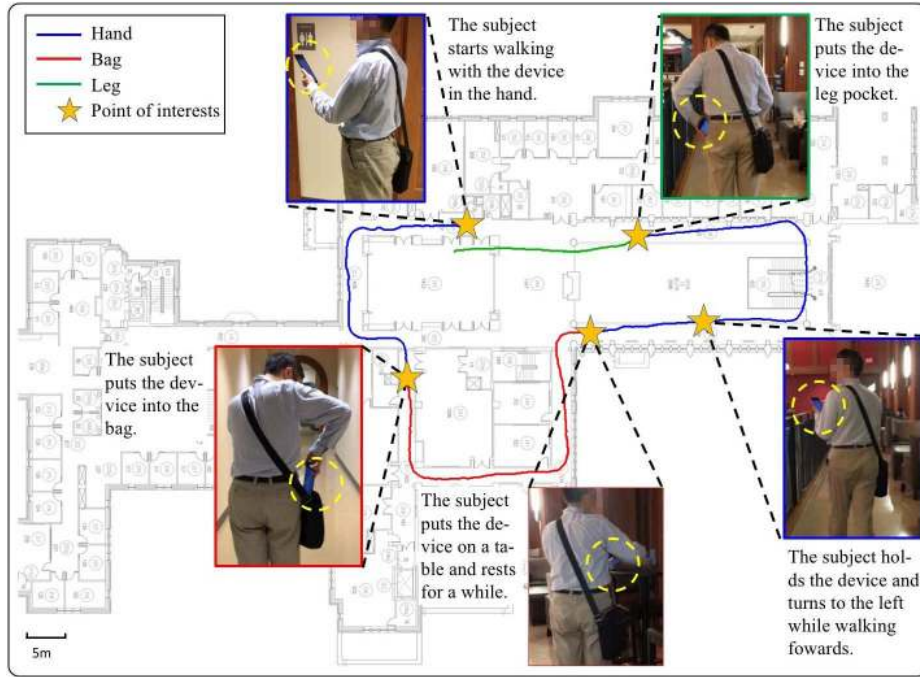 Hand
Bag
Leg
Point of interests
The subject
starts walking
with the device
in the hand.
The subject
puts the de-
vice into the
leg pocket.
The subject
puts the dev-
vice into the
bag.
The subject
puts the de-
vice on a ta-
ble and rests
for a while.
The subject hol-
ds the device and
turns to the left
while walking
fowards.
5m